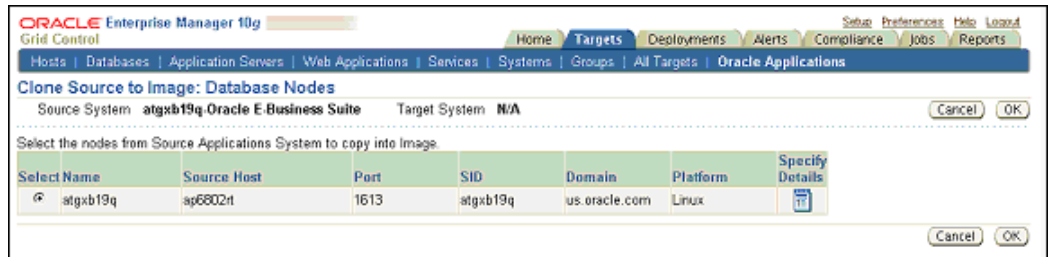 ORACLE Enterprise Manager 10g
Grid Control
Setup Preferences Help Logout
Home Targets Deployments Alerts Compliance Jobs Reports
Hosts | Databases | Application Servers | Web Applications | Services | Systems | Groups | All Targets | Oracle Applications
Clone Source to Image: Database Nodes
Source System atgxb19q-Oracle E-Business Suite Target System N/A Cancel OK
Select the nodes from Source Applications System to copy into Image.
Select Name Source Host Port SID Domain Platform Specify Details
atgxb19q ap6802rt 1613 atgxb19q us.oracle.com Linux
Cancel OK